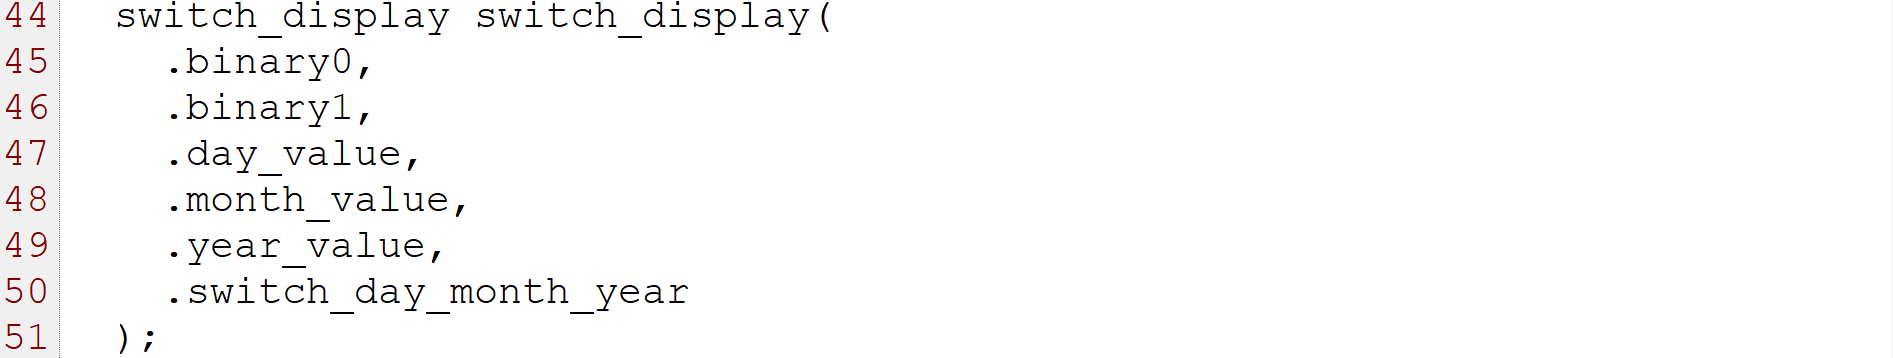 44 switch_display switch_display(
45 .binary0,
46 .binary1,
47 .day_value,
48 .month_value,
49 .year_value,
50 .switch_day_month_year
51 );